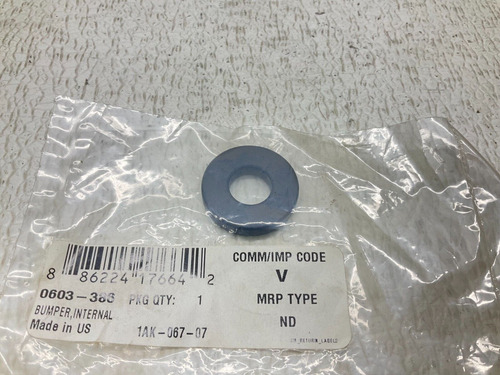 8 86224 17664 2
0603-383 PKG QTY: 1
BUMPER,INTERNAL
Made in US 1AK-067-07
COMM/IMP CODE
V
MRP TYPE
ND